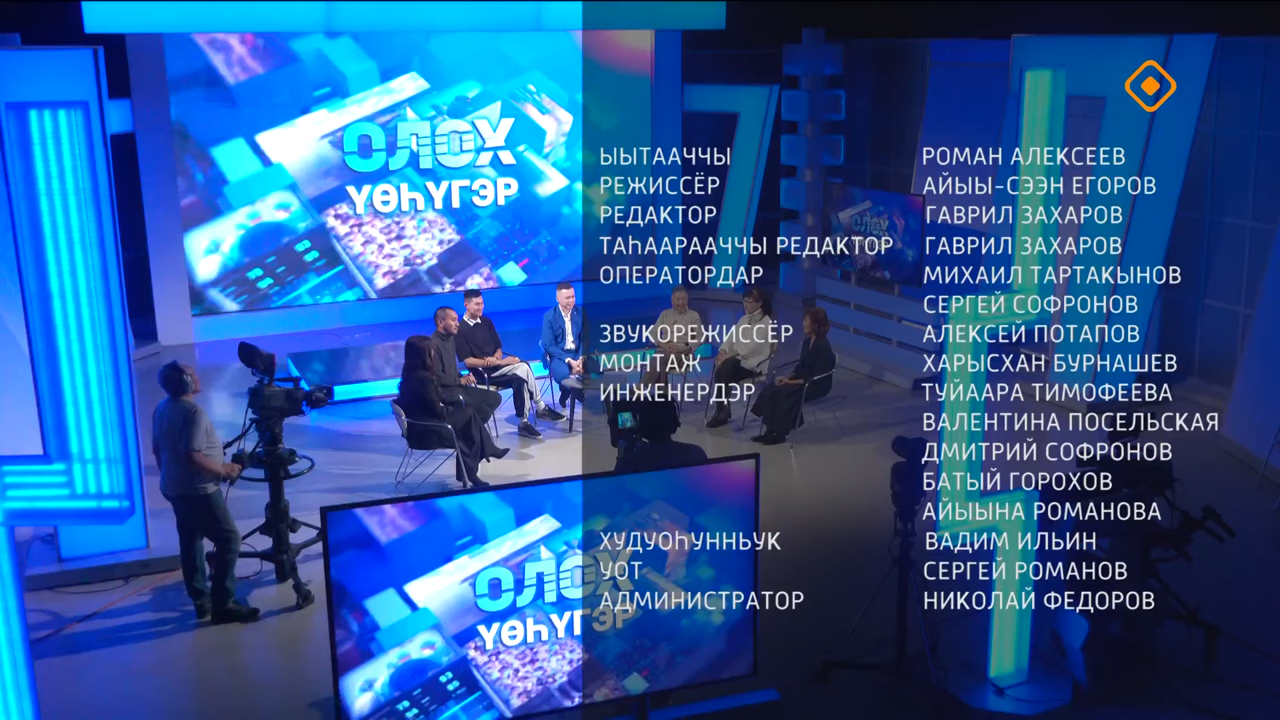 ОЛОХ
ҮӨҺҮГЭР
ЫЫТААЧЧЫ РОМАН АЛЕКСЕЕВ
РЕЖИССЁР АЙЫЫ-СЭЭН ЕГОРОВ
РЕДАКТОР ГАВРИЛ ЗАХАРОВ
ТАҺААРААЧЧЫ РЕДАКТОР ГАВРИЛ ЗАХАРОВ
ОПЕРАТОРДАР МИХАИЛ ТАРТАКЫНОВ
СЕРГЕЙ СОФРОНОВ
ЗВУКОРЕЖИССЁР АЛЕКСЕЙ ПОТАПОВ
МОНТАЖ ХАРЫСХАН БУРНАШЕВ
ИНЖЕНЕРДЭР ТУЙААРА ТИМОФЕЕВА
ВАЛЕНТИНА ПОСЕЛЬСКАЯ
ДМИТРИЙ СОФРОНОВ
БАТЫЙ ГОРОХОВ
АЙЫЫНА РОМАНОВА
ХУДУОҺУННЬУК ВАДИМ ИЛЬИН
УОТ СЕРГЕЙ РОМАНОВ
АДМИНИСТРАТОР НИКОЛАЙ ФЕДОРОВ
ОЛОХ
ҮӨҺҮГЭР